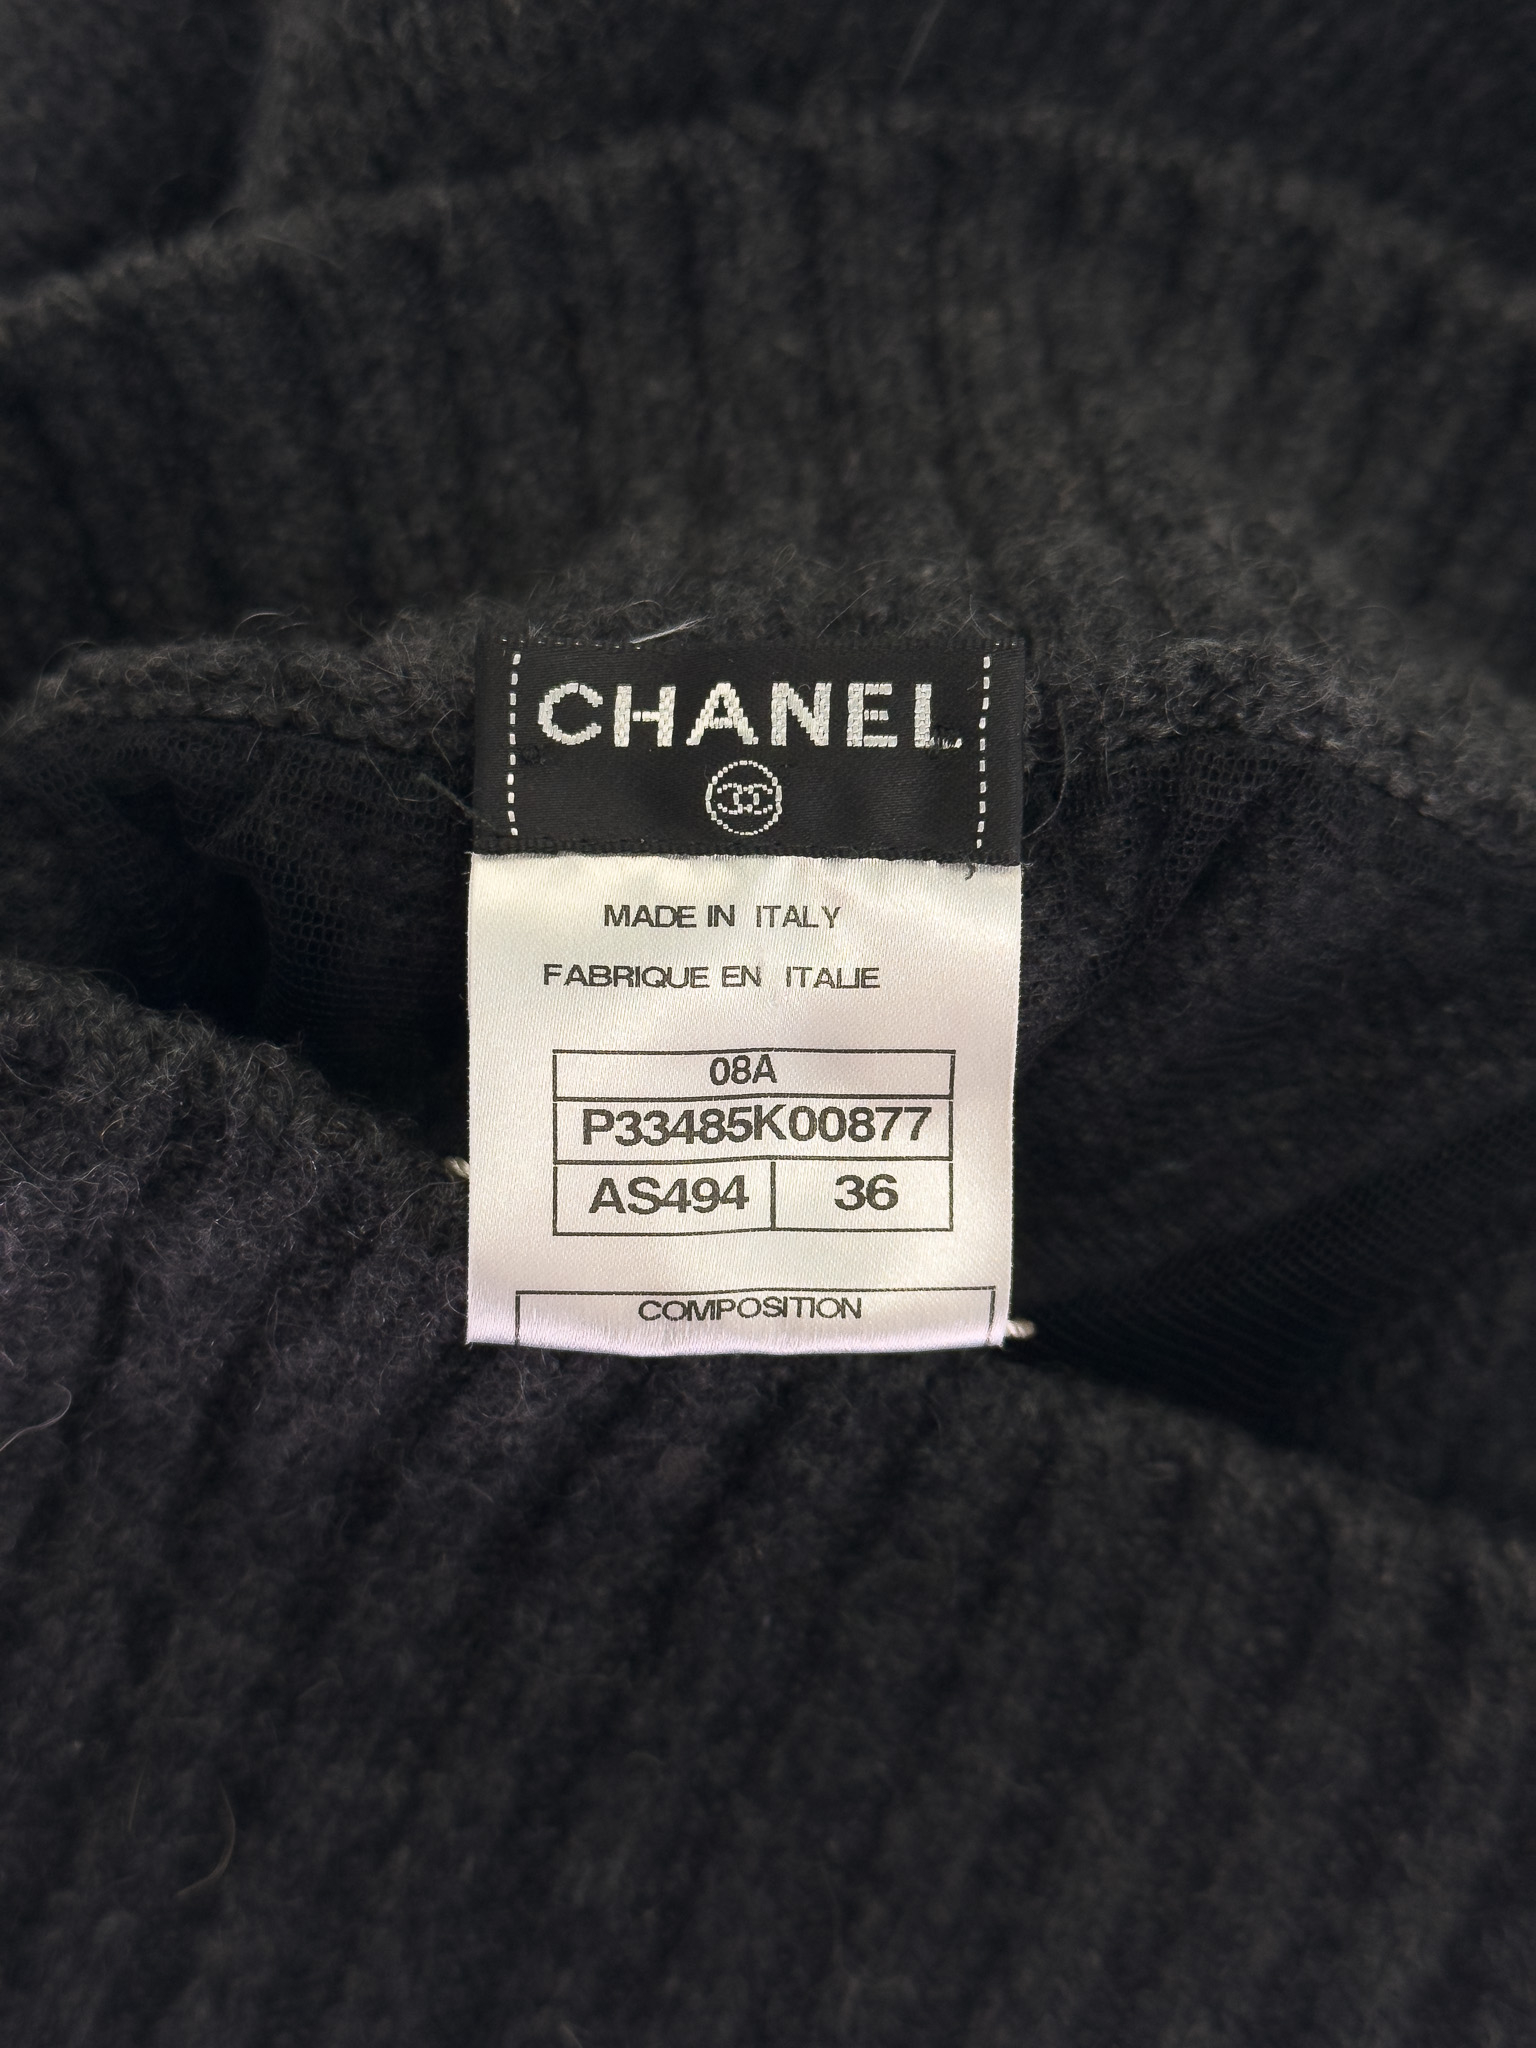 CHANEL
MADE IN ITALY
FABRIQUE EN ITALIE
08A
P33485K00877
AS494 36
COMPOSITION